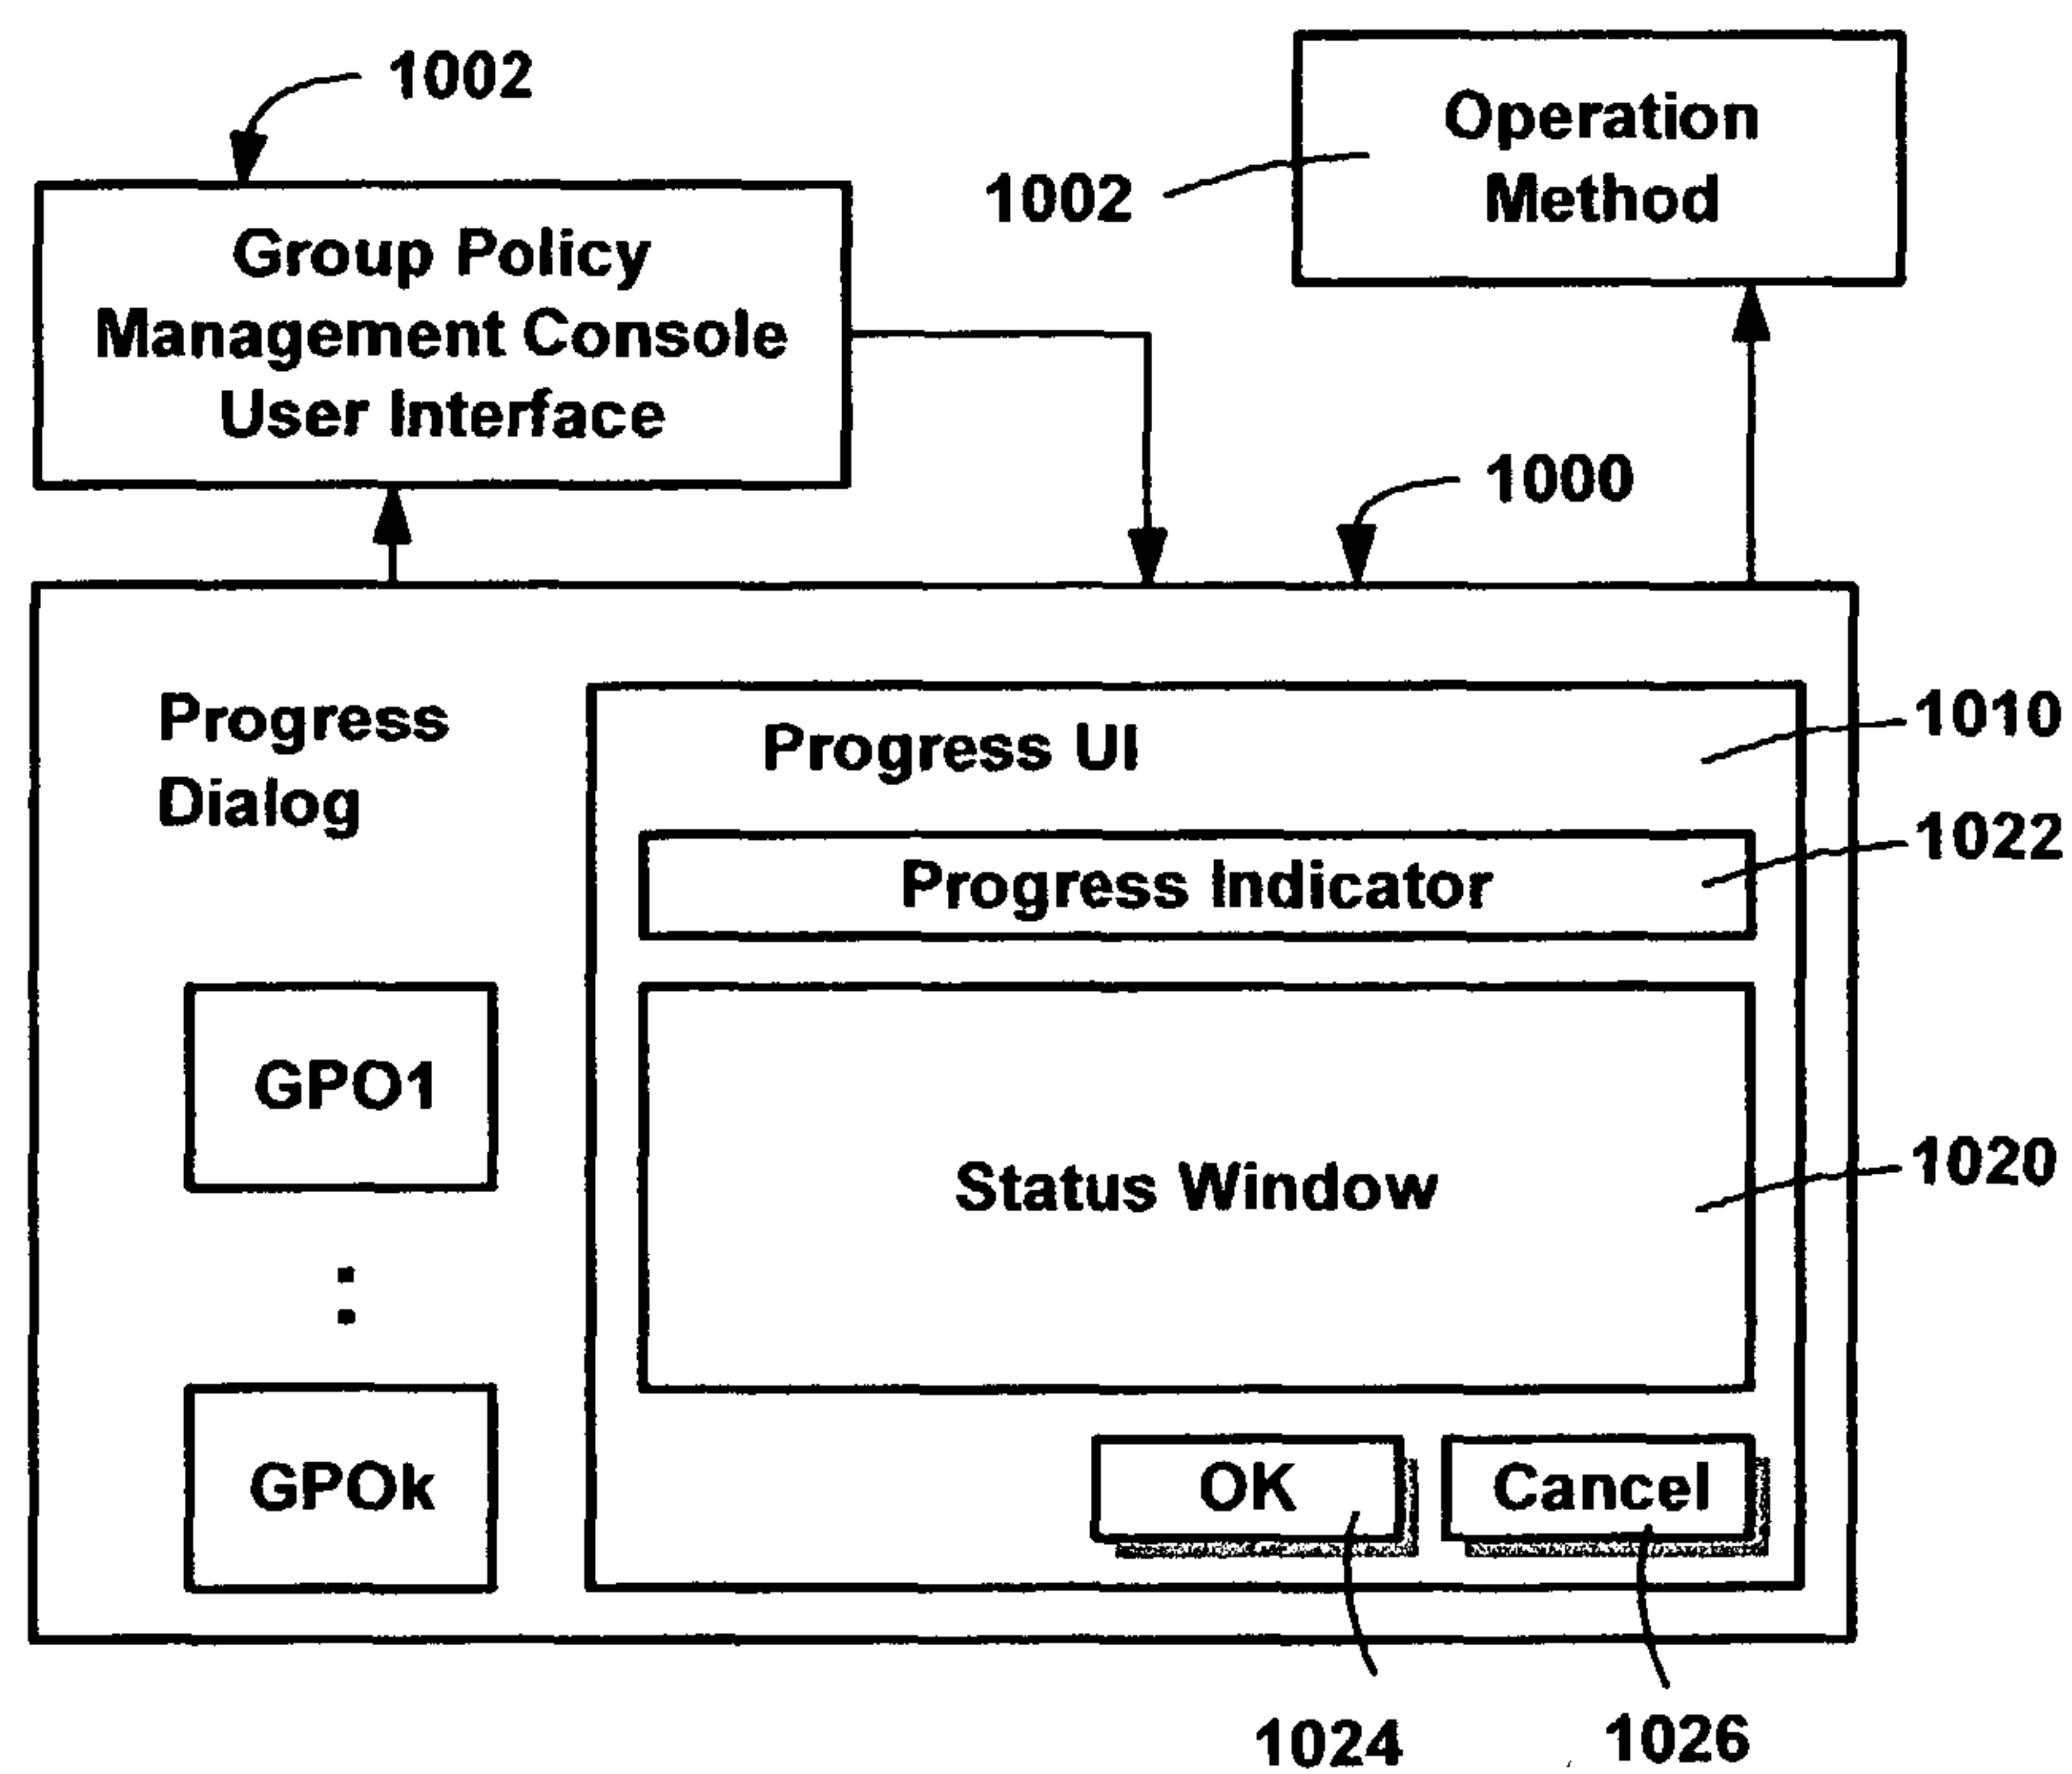 1002
Operation
Method
1002
Group Policy
Management Console
User Interface
1000
Progress
Dialog
Progress UI
1010
Progress Indicator
1022
GPO1
Status Window
1020
:
GPOk
OK
Cancel
1024
1026